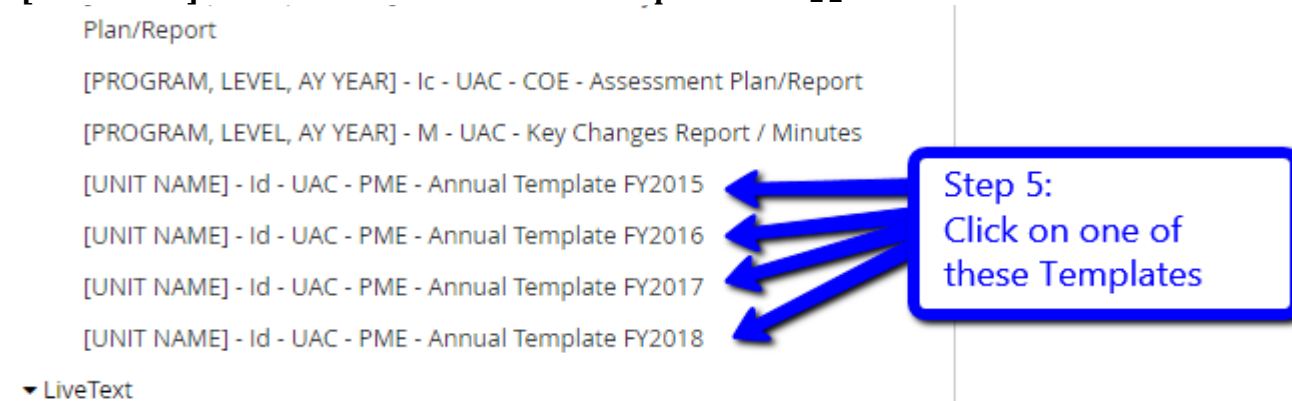 Plan/Report
[PROGRAM, LEVEL, AY YEAR] - Ic - UAC - COE - Assessment Plan/Report
[PROGRAM, LEVEL, AY YEAR] - M - UAC - Key Changes Report / Minutes
[UNIT NAME] - Id - UAC - PME - Annual Template FY2015
[UNIT NAME] - Id - UAC - PME - Annual Template FY2016
[UNIT NAME] - Id - UAC - PME - Annual Template FY2017
[UNIT NAME] - Id - UAC - PME - Annual Template FY2018
Step 5:
Click on one of
these Templates
LiveText